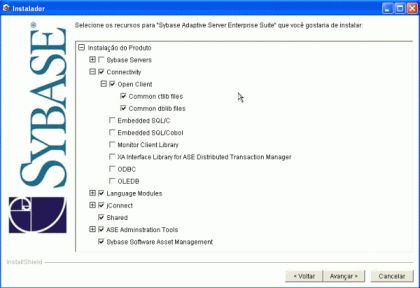 Instalador
Selecione os recursos para "Sybase Adaptive Server Enterprise Suite" que você gostaria de instalar:
Instalação do Produto
Sybase Servers
Connectivity
Open Client
Common ctlib files
Common dblib files
Embedded SQL/C
Embedded SQL/Cobol
Monitor Client Library
XA Interface Library for ASE Distributed Transaction Manager
ODBC
OLEDB
Language Modules
jConnect
Shared
ASE Adminstration Tools
Sybase Software Asset Management
SYBASE
InstallShield
< Voltar
Avançar >
Cancelar